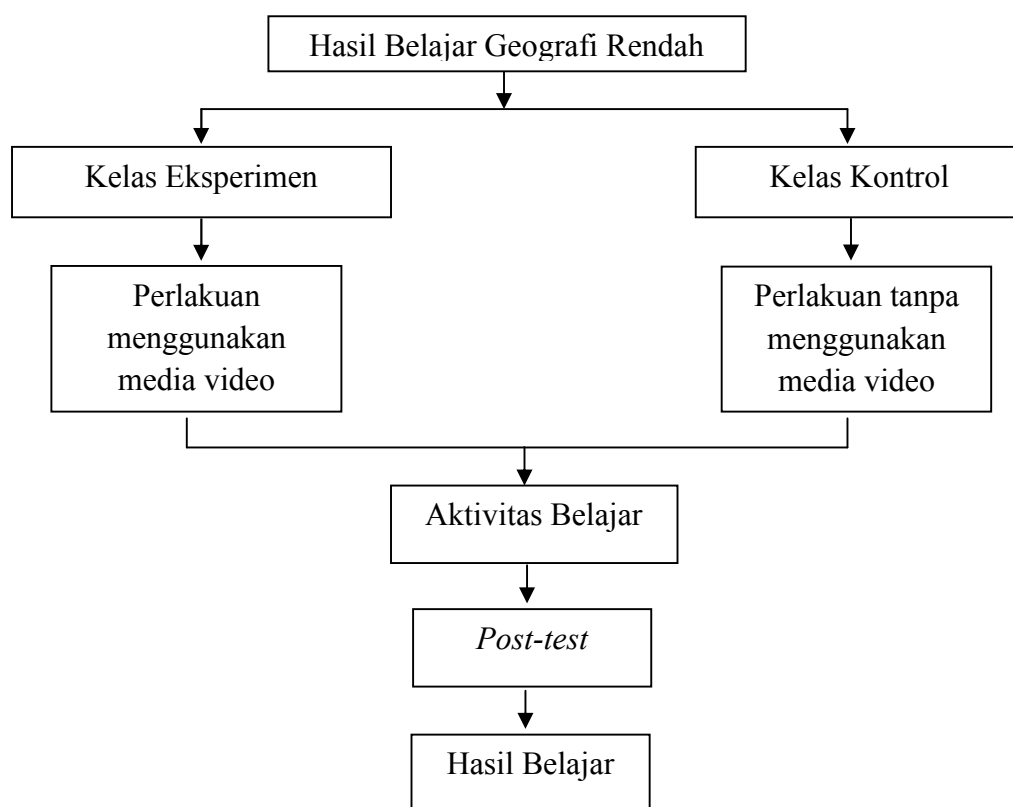 Hasil Belajar Geografi Rendah
Kelas Eksperimen
Kelas Kontrol
Perlakuan
menggunakan
media video
Perlakuan tanpa
menggunakan
media video
Aktivitas Belajar
Post-test
Hasil Belajar